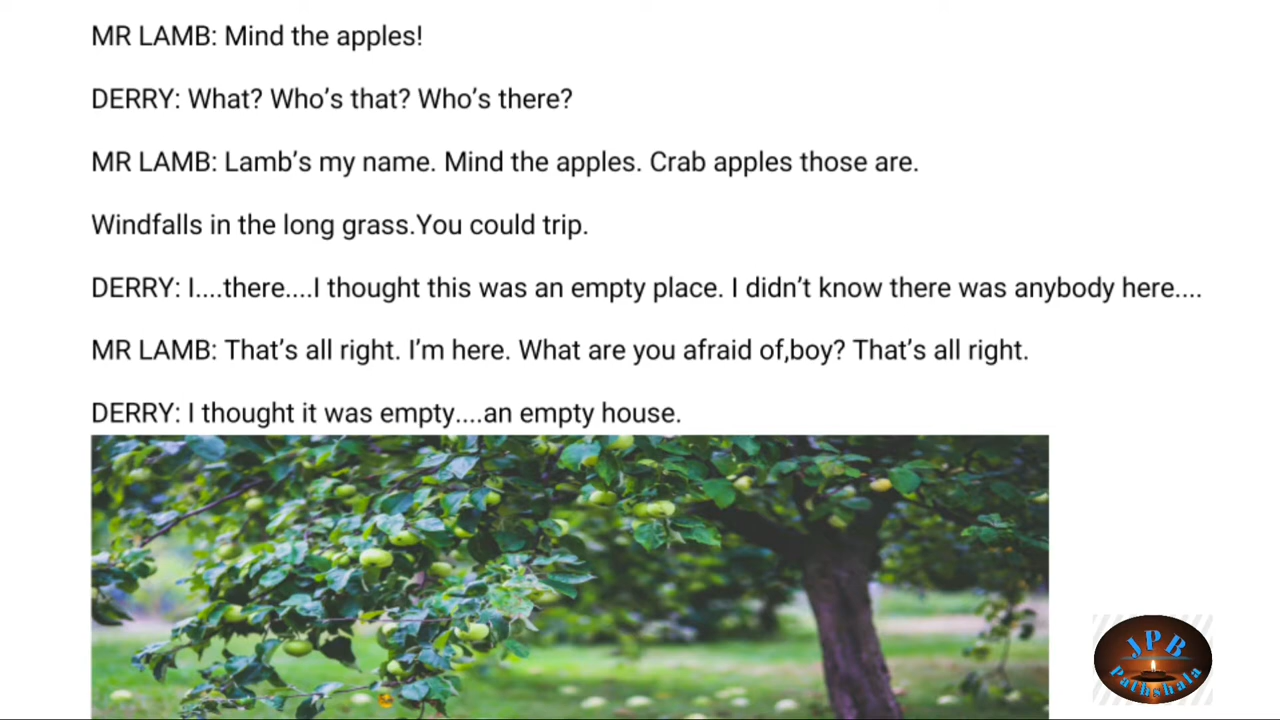 MR LAMB: Mind the apples!
DERRY: What? Who's that? Who's there?
MR LAMB: Lamb's my name. Mind the apples. Crab apples those are.
Windfalls in the long grass.You could trip.
DERRY: I....there....I thought this was an empty place. I didn't know there was anybody here....
MR LAMB: That's all right. I'm here. What are you afraid of,boy? That's all right.
DERRY: I thought it was empty....an empty house.
JPB
Pathshala